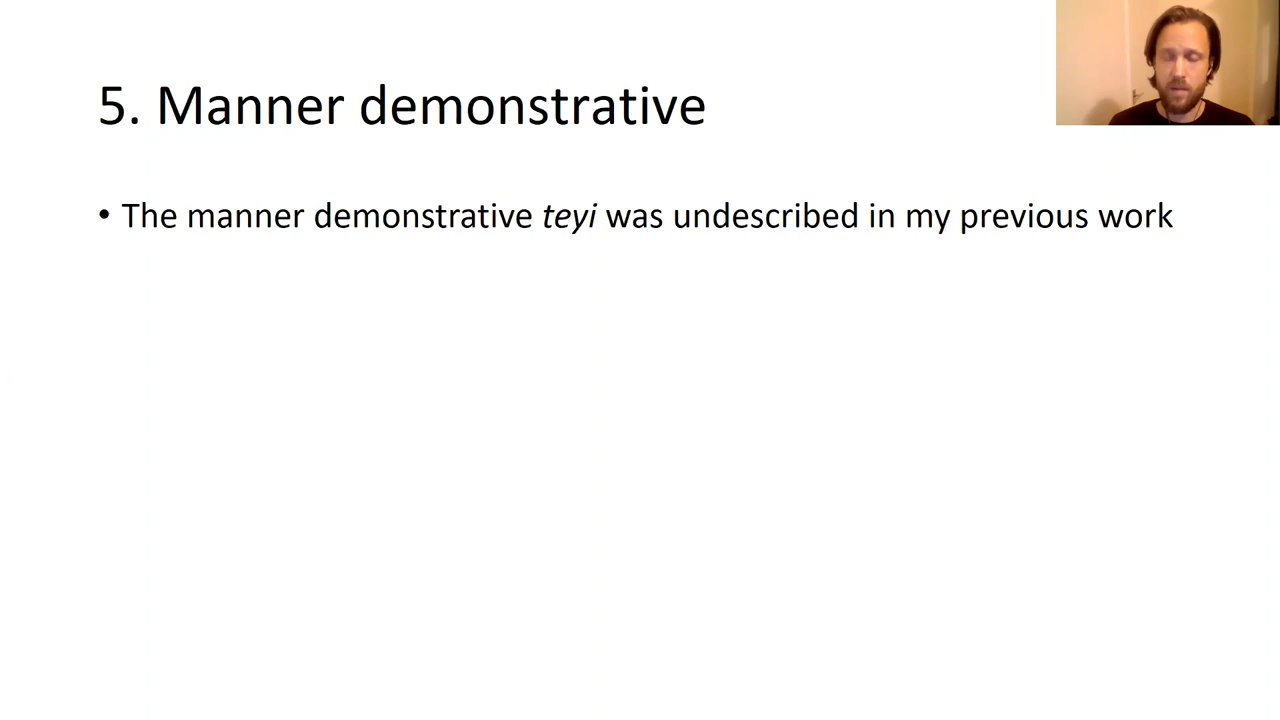 5. Manner demonstrative
• The manner demonstrative teyi was undescribed in my previous work